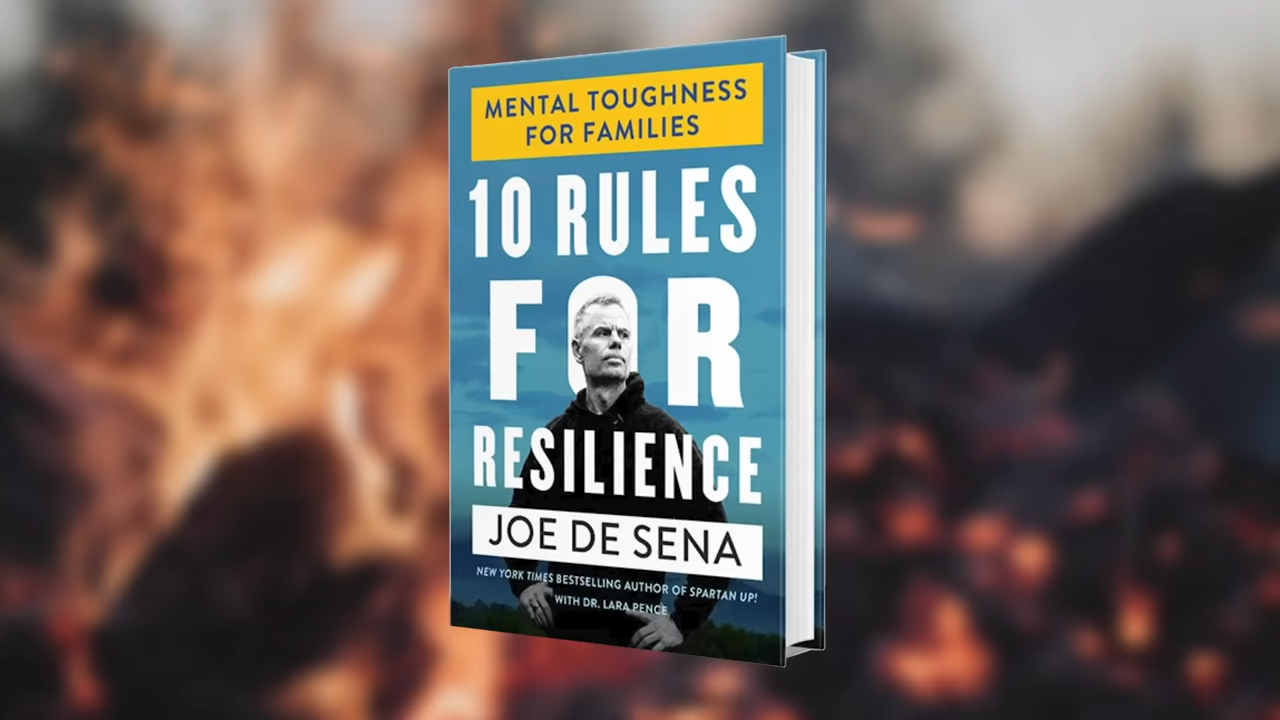 MENTAL TOUGHNESS
FOR FAMILIES
10 RULES
FOR
RESILIENCE
JOE DE SENA
NEW YORK TIMES BESTSELLING AUTHOR OF SPARTAN UP!
WITH DR. LARA PENCE